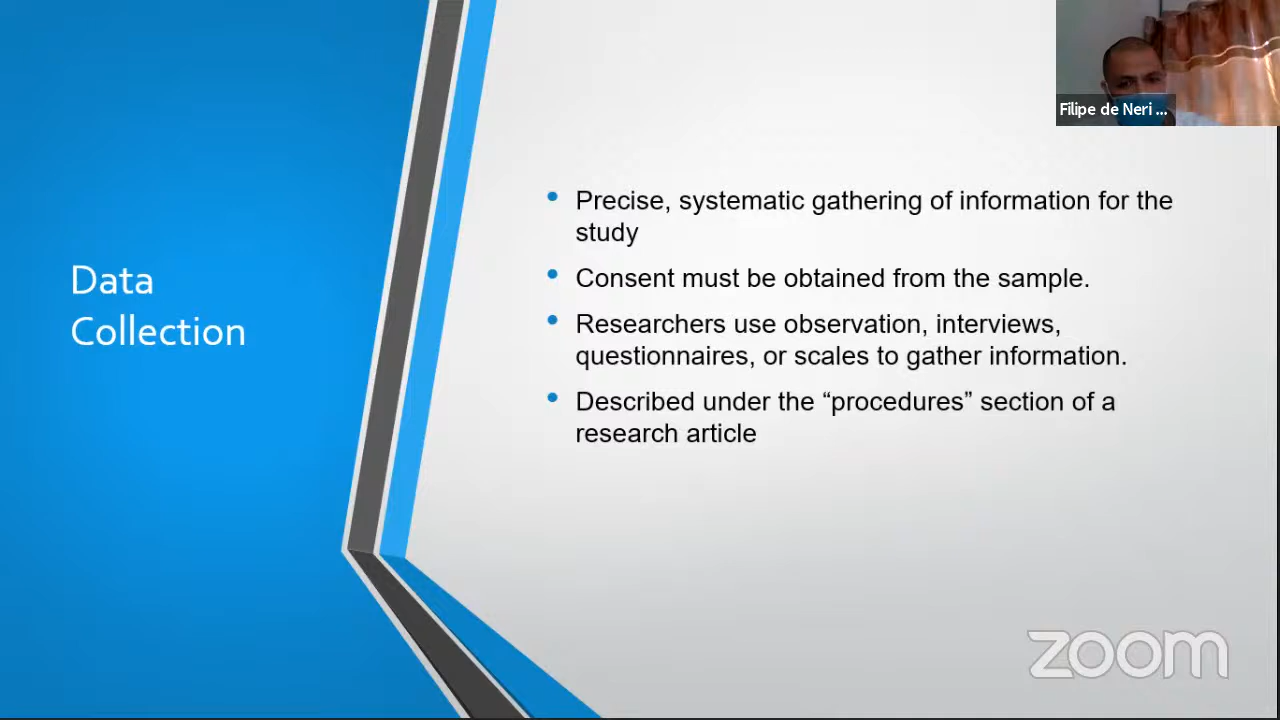 Filipe de Neri ...
Data
Collection
• Precise, systematic gathering of information for the
study
• Consent must be obtained from the sample.
• Researchers use observation, interviews,
questionnaires, or scales to gather information.
• Described under the “procedures” section of a
research article
zoom